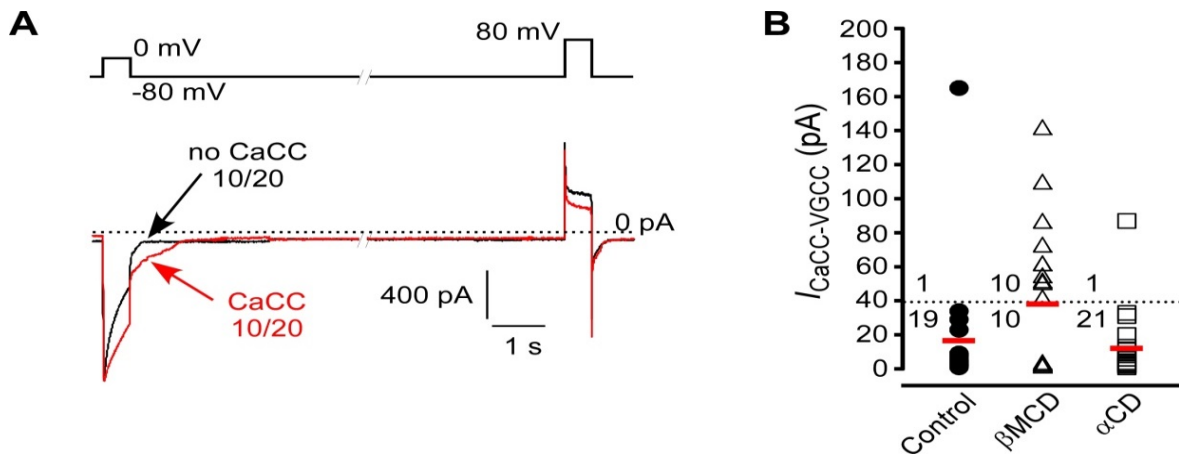 A
0 mV
-80 mV
80 mV
no CaCC
10/20
0 pA
CaCC
10/20
400 pA
1 s
B
200
180
160
140
120
100
80
60
40
20
0
ICaCC-VGCC (pA)
1 10 1
19 10 21
Control
βMCD
αCD